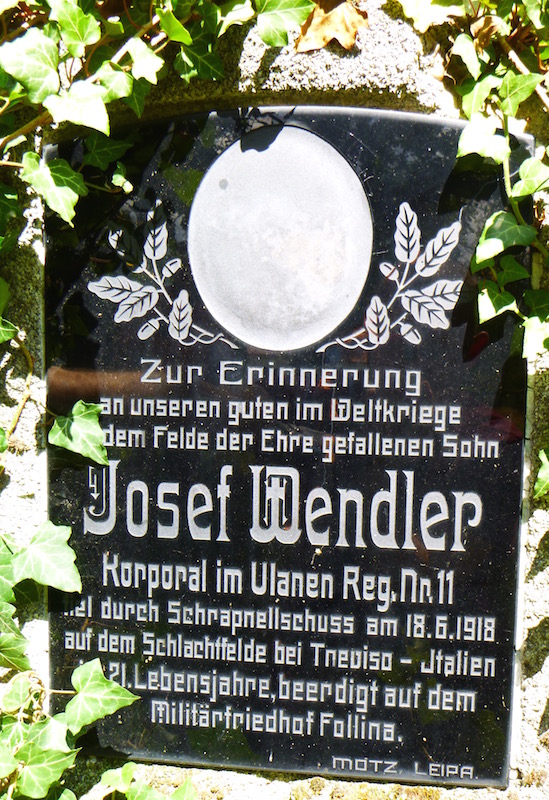 Zur Erinnerung
an unseren guten im Weltkriege
dem Felde der Ehre gefallenen Sohn
Josef Wendler
Korporal im Ulanen Reg. Nr. 11
durch Schrapnellschuss am 18.6.1918
auf dem Schlachtfelde bei Treviso - Jtalien
21. Lebensjahre, beerdigt auf dem
Militärfriedhof Follina.
MOTZ, LEIPA.